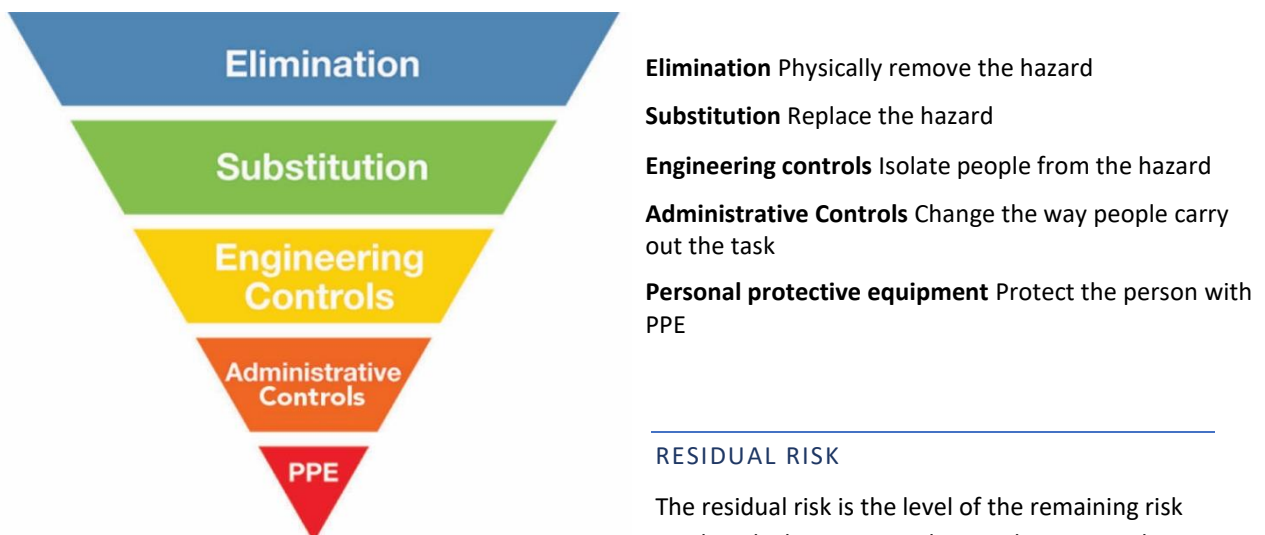 Elimination
Substitution
Engineering
Controls
Administrative
Controls
PPE
Elimination Physically remove the hazard
Substitution Replace the hazard
Engineering controls Isolate people from the hazard
Administrative Controls Change the way people carry
out the task
Personal protective equipment Protect the person with
PPE
RESIDUAL RISK
The residual risk is the level of the remaining risk